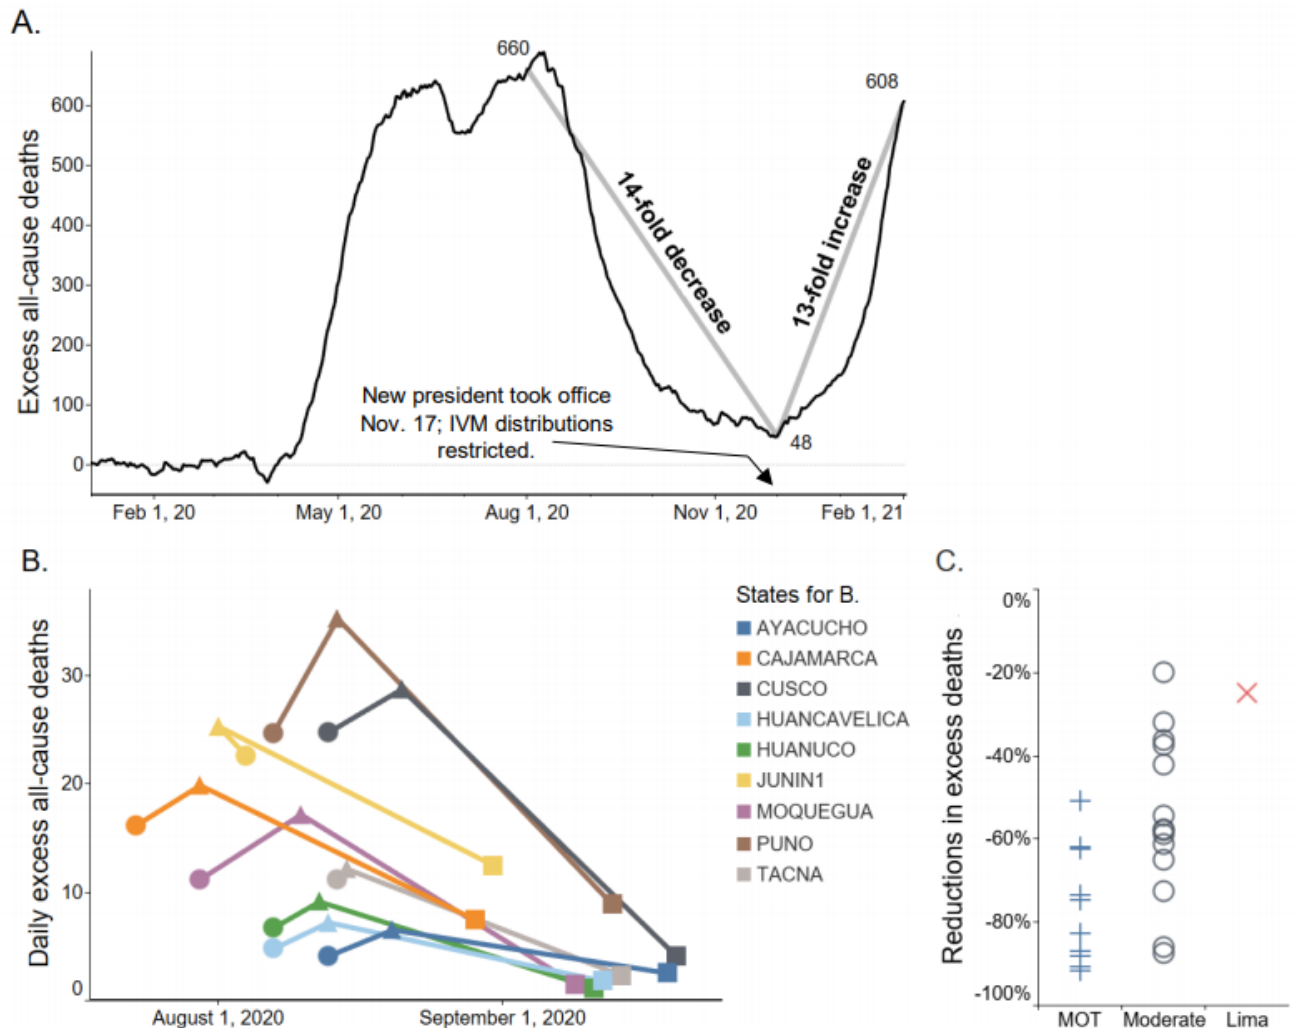 A.
Excess all-cause deaths
600
500
400
300
200
100
0
660
608
14-fold decrease
13-fold increase
New president took office
Nov. 17; IVM distributions
restricted.
48
Feb 1, 20
May 1, 20
Aug 1, 20
Nov 1, 20
Feb 1, 21
B.
Daily excess all-cause deaths
30
20
10
0
August 1, 2020
September 1, 2020
States for B.
AYACUCHO
CAJAMARCA
CUSCO
HUANCAVELICA
HUANUCO
JUNIN1
MOQUEGUA
PUNO
TACNA
C.
Reductions in excess deaths
0%
-20%
-40%
-60%
-80%
-100%
MOT
Moderate
Lima